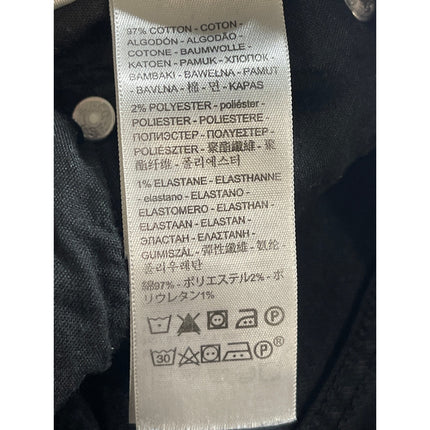 97% COTTON - COTON -
ALGODÓN - ALGODÃO -
COTONE - BAUMWOLLE -
KATOEN - PAMUK - ХЛОПОК -
BAMBAKI - BAWEŁNA - PAMUT -
BAVLNA - 棉 - 면 - KAPAS
2% POLYESTER - poliéster -
POLIESTER - POLIESTERE -
ПОЛИЭСТЕР - ΠΟΛΥΕΣΤΕΡ -
POLIÉSZTER - 聚酯纖維 - 聚
酯纤维 - 폴리에스터
1% ELASTANE - ELASTHANNE
- elastano - ELASTANO -
ELASTOMERO - ELASTHAN -
ELASTAAN - ELASTAN -
ЭЛАСТАН - ΕΛΑΣΤΑΝΗ -
GUMISZÁL - 彈性纖維 - 氨纶 -
폴리우레탄
綿97% - ポリエステル2% - ポ
リウレタン1%
P
30 P ®